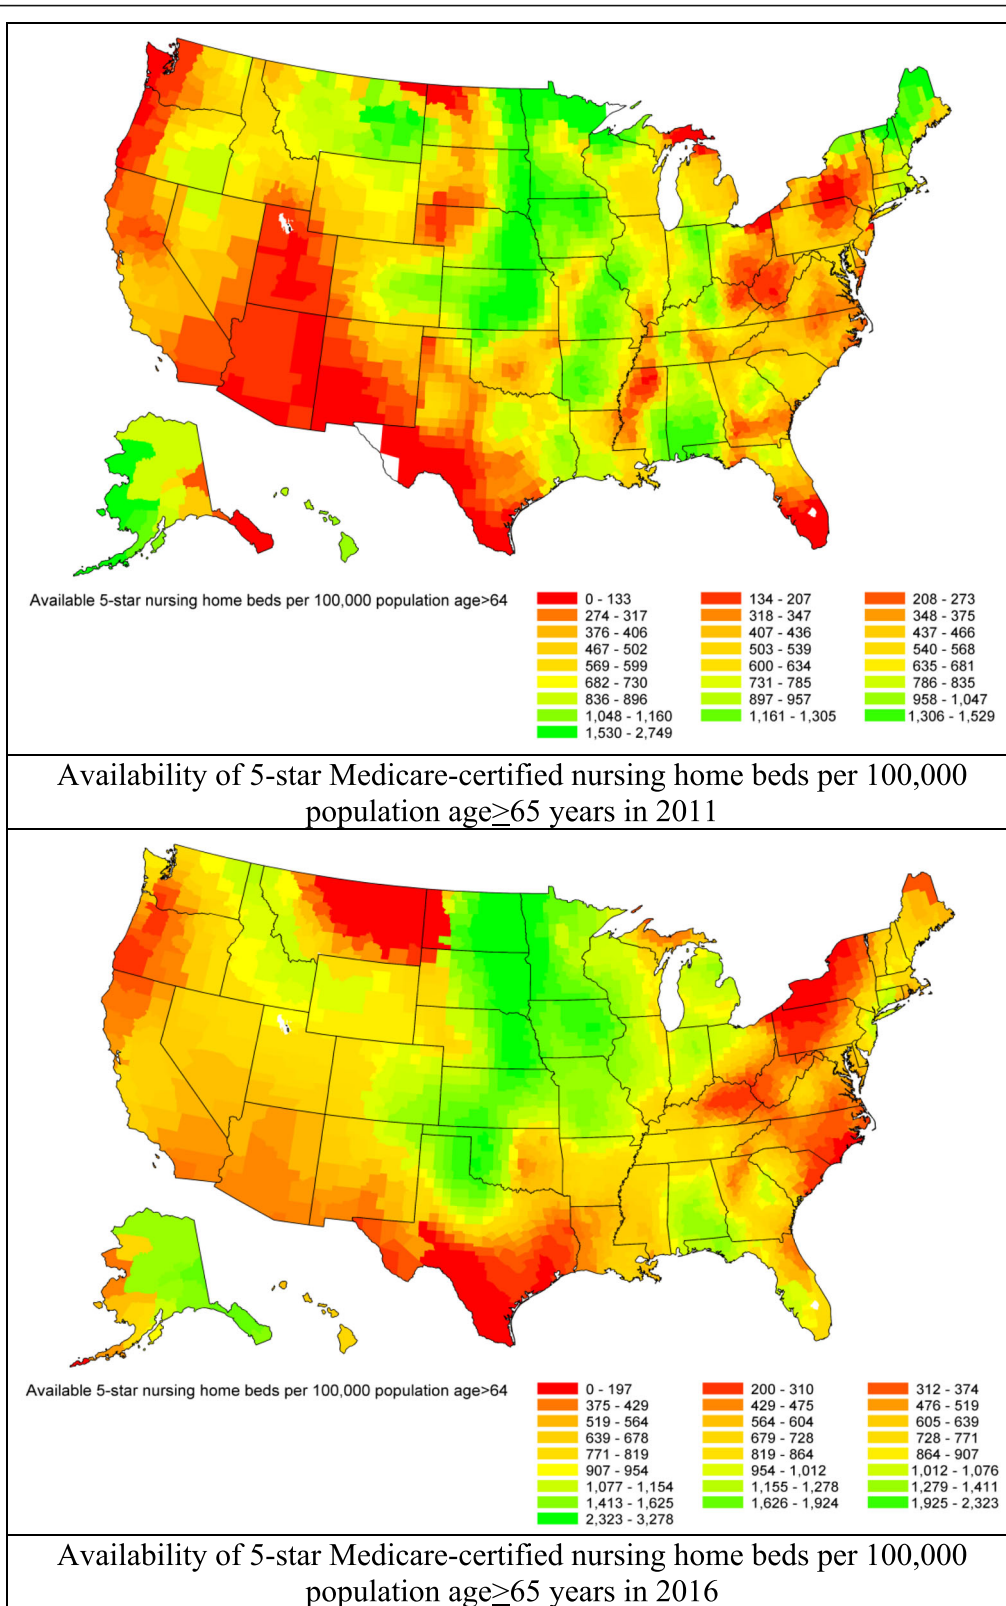 Available 5-star nursing home beds per 100,000 population age>64
0 - 133 134 - 207 208 - 273
274 - 317 318 - 347 348 - 375
376 - 406 407 - 436 437 - 466
467 - 502 503 - 539 540 - 568
569 - 599 600 - 634 635 - 681
682 - 730 731 - 785 786 - 835
836 - 896 897 - 957 958 - 1,047
1,048 - 1,160 1,161 - 1,305 1,306 - 1,529
1,530 - 2,749
Availability of 5-star Medicare-certified nursing home beds per 100,000
population age≥65 years in 2011
Available 5-star nursing home beds per 100,000 population age>64
0 - 197 200 - 310 312 - 374
375 - 429 429 - 475 476 - 519
519 - 564 564 - 604 605 - 639
639 - 678 679 - 728 728 - 771
771 - 819 819 - 864 864 - 907
907 - 954 954 - 1,012 1,012 - 1,076
1,077 - 1,154 1,155 - 1,278 1,279 - 1,411
1,413 - 1,625 1,626 - 1,924 1,925 - 2,323
2,323 - 3,278
Availability of 5-star Medicare-certified nursing home beds per 100,000
population age≥65 years in 2016